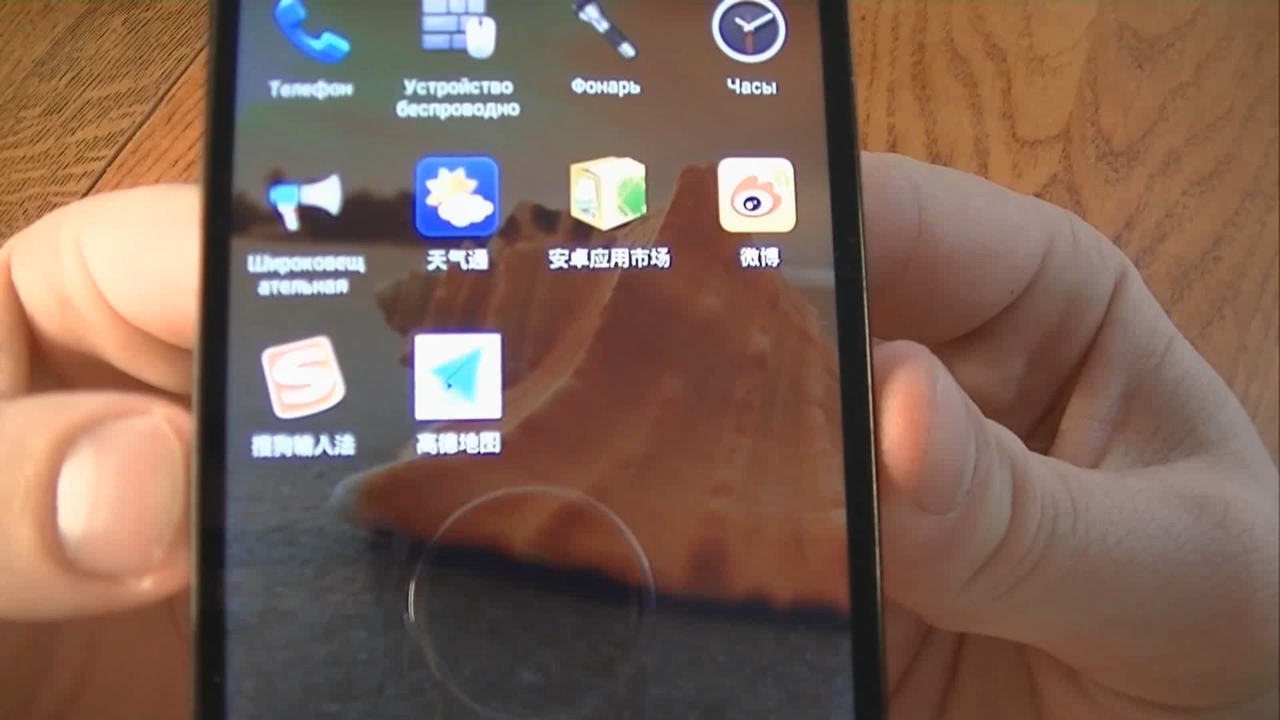 Телефон
Устройство
беспроводно
Фонарь
Часы
Широковещ
ательная
天气通
安卓应用市场
微博
S
搜狗输入法
高德地图